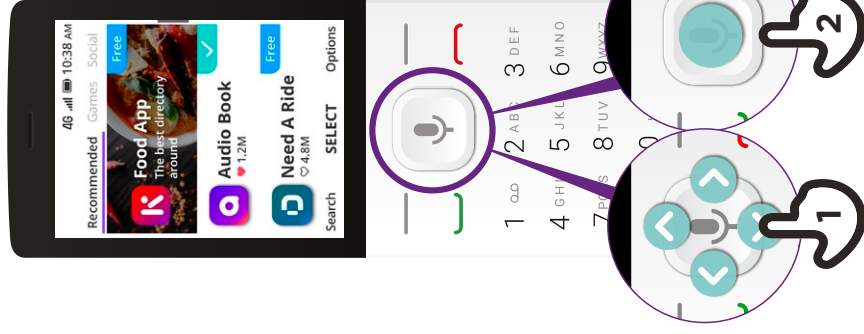 4G 10:38 AM
Recommended Games Social
Free
Food App
The best directory
around
Audio Book
1.2M
Free
Need A Ride
4.8M
Search SELECT Options
1 2 ABC 3 DEF
4 GHI 5 JKL 6 MNO
7 PQRS 8 TUV 9 WXYZ
0
1
2